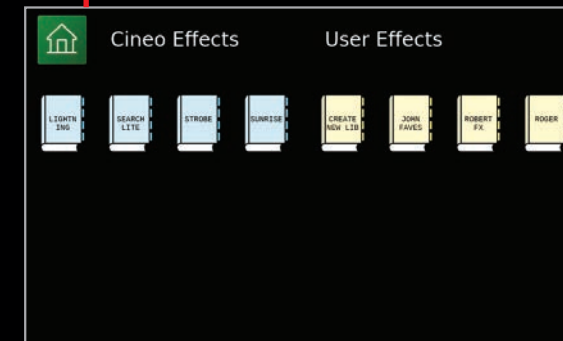 Cineo Effects User Effects
LIGHTN
ING
SEARCH
LITE
STROBE
SUNRISE
CREATE
NEW LIB
JOHN
FAVES
ROBERT
FX
ROGER